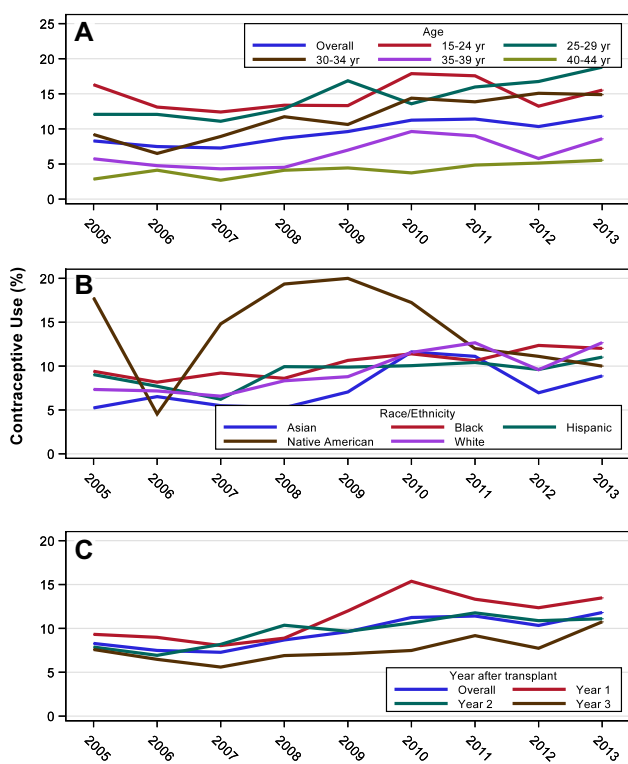 Contraceptive Use (%)
A
25
20
15
10
5
0
Age
Overall 15-24 yr 25-29 yr
30-34 yr 35-39 yr 40-44 yr
2005 2006 2007 2008 2009 2010 2011 2012 2013
B
20
15
10
5
0
Race/Ethnicity
Asian Black Hispanic
Native American White
2005 2006 2007 2008 2009 2010 2011 2012 2013
C
20
15
10
5
0
Year after transplant
Overall Year 1
Year 2 Year 3
2005 2006 2007 2008 2009 2010 2011 2012 2013